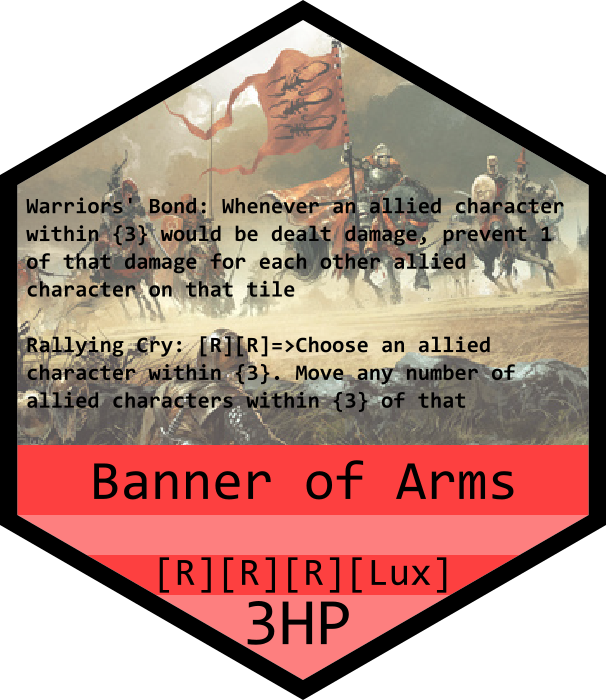 Warriors' Bond: Whenever an allied character
within {3} would be dealt damage, prevent 1
of that damage for each other allied
character on that tile
Rallying Cry: [R][R]=>Choose an allied
character within {3}. Move any number of
allied characters within {3} of that
Banner of Arms
[R][R][R][Lux]
3HP